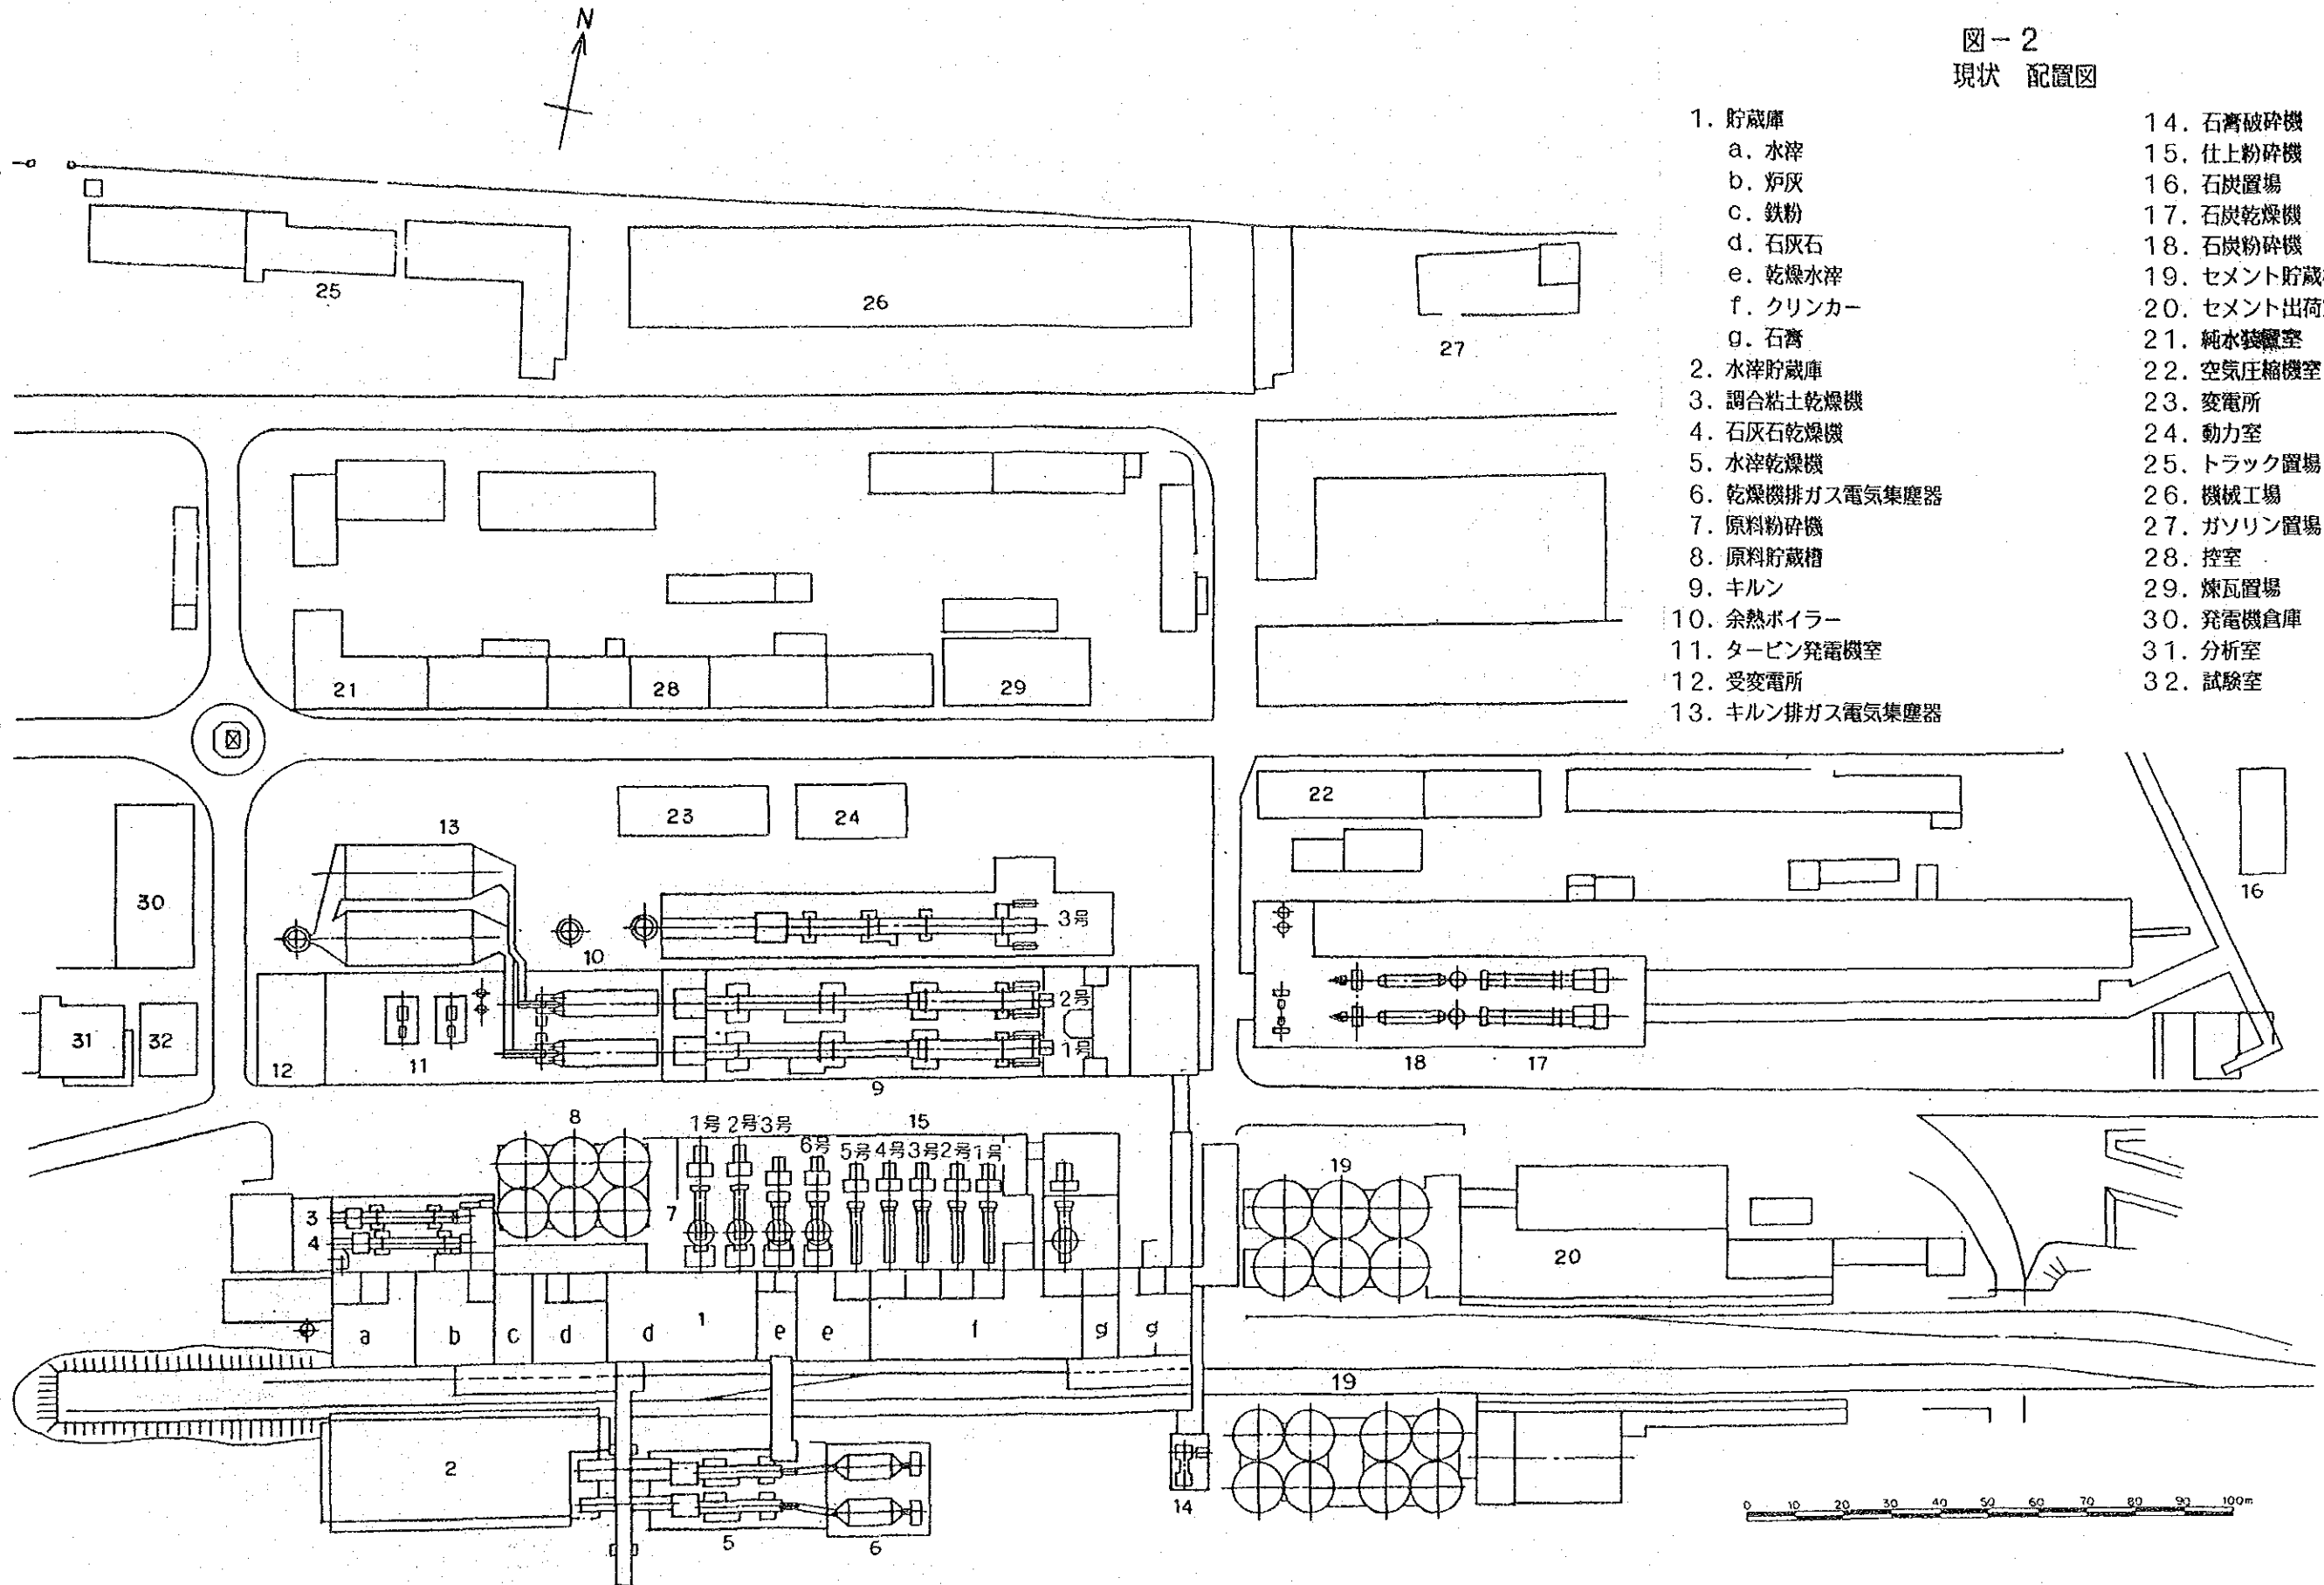 N
図-2
現状 配置図
1. 貯蔵庫
a. 水滓
b. 炉灰
c. 鉄粉
d. 石灰石
e. 乾燥水滓
f. クリンカー
g. 石膏
2. 水滓貯蔵庫
3. 調合粘土乾燥機
4. 石灰石乾燥機
5. 水滓乾燥機
6. 乾燥機排ガス電気集塵器
7. 原料粉砕機
8. 原料貯蔵槽
9. キルン
10. 余熱ボイラー
11. タービン発電機室
12. 受変電所
13. キルン排ガス電気集塵器
14. 石膏破砕機
15. 仕上粉砕機
16. 石炭置場
17. 石炭乾燥機
18. 石炭粉砕機
19. セメント貯蔵
20. セメント出荷
21. 純水装置室
22. 空気圧縮機室
23. 変電所
24. 動力室
25. トラック置場
26. 機械工場
27. ガソリン置場
28. 控室
29. 煉瓦置場
30. 発電機倉庫
31. 分析室
32. 試験室
25
26
27
21
28
29
23
24
22
13
30
16
10
3号
2号
1号
31
32
12
11
9
18
17
8
15
1号 2号 3号
6号 5号 4号 3号 2号 1号
19
3
4
7
20
a
b
c
d
d
1
e
e
f
g
g
19
2
5
6
14
0 10 20 30 40 50 60 70 80 90 100m